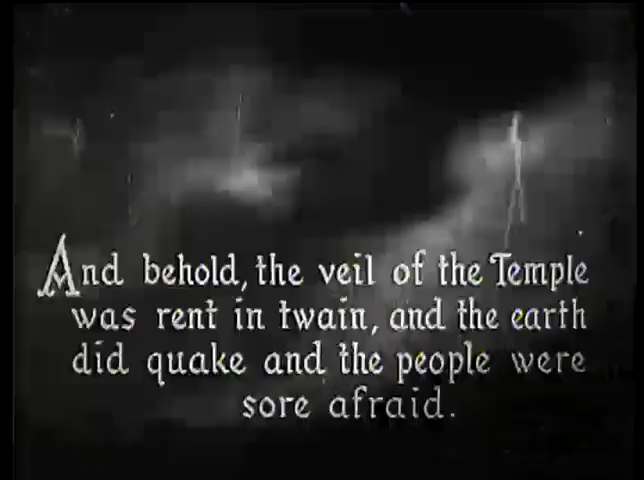 And behold, the veil of the Temple
was rent in twain, and the earth
did quake and the people were
sore afraid.